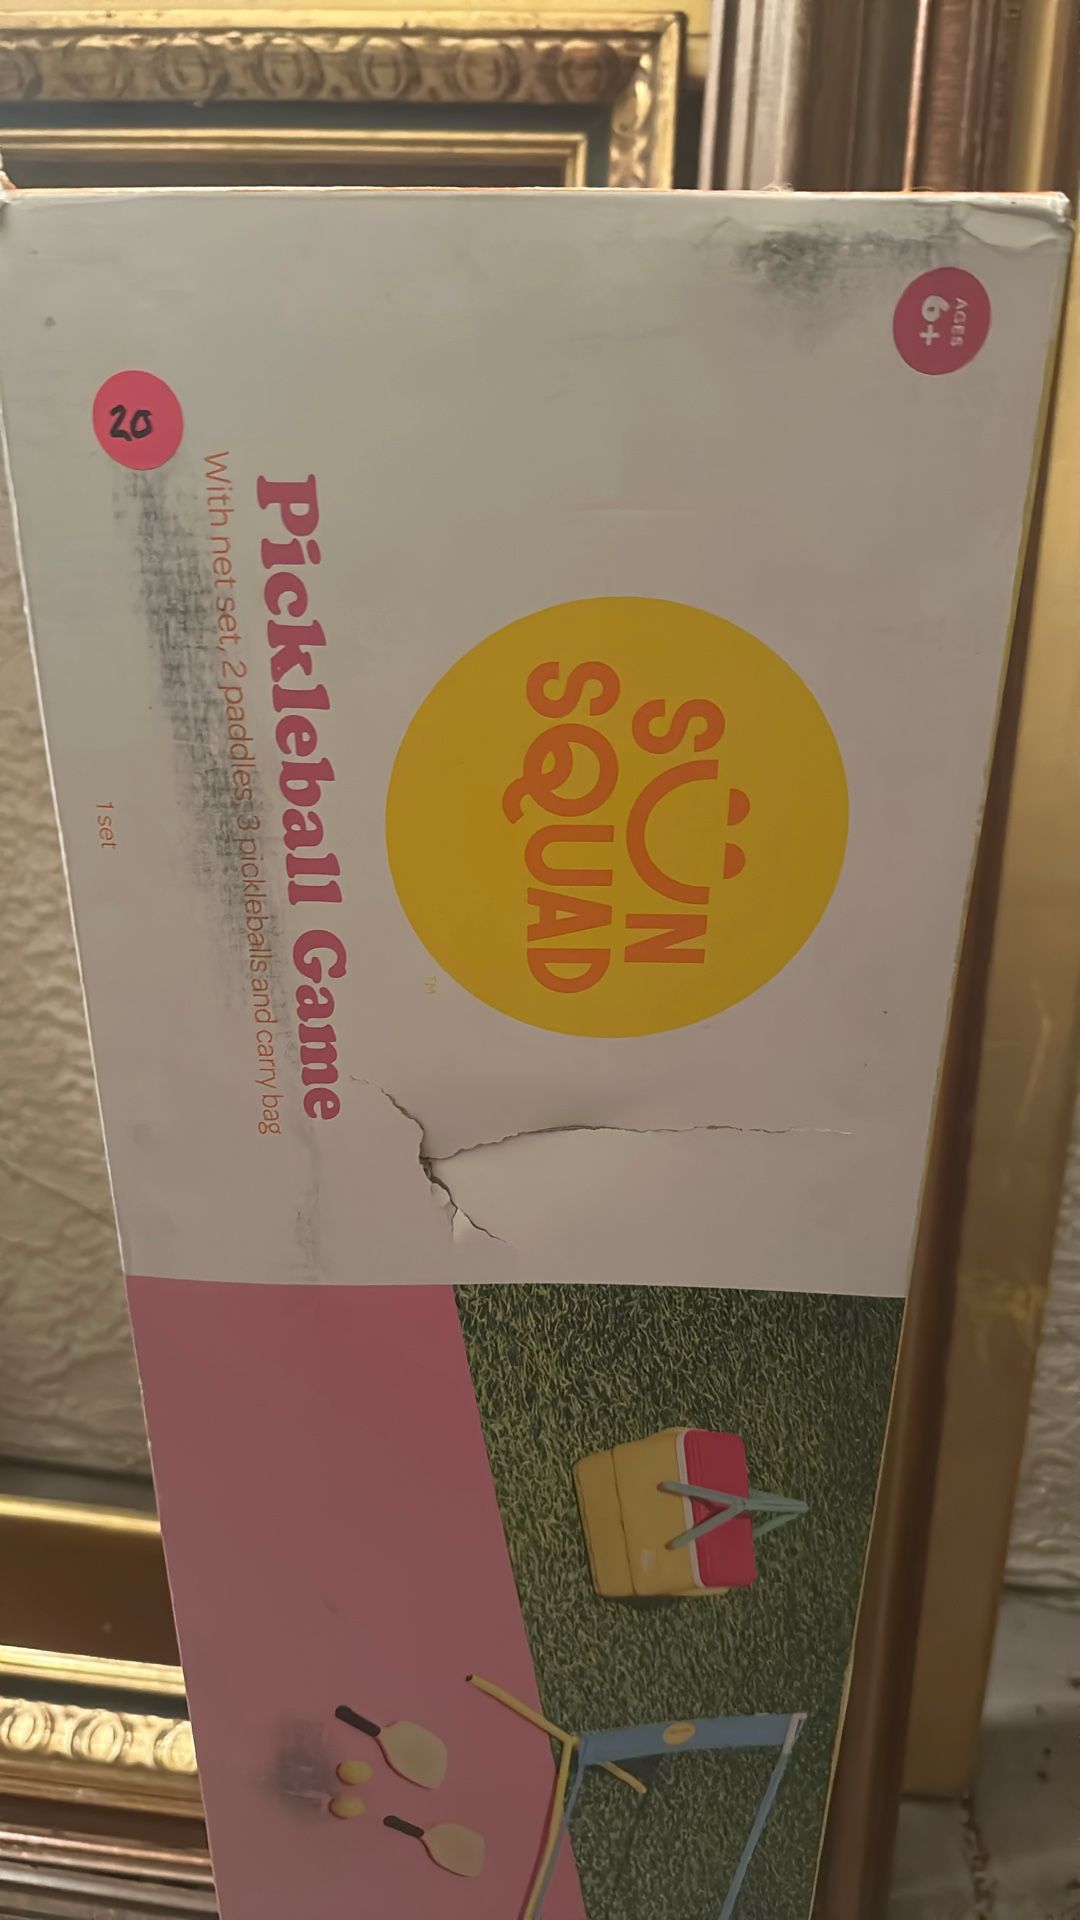 AGES
6+
SUN
SQUAD
TM
Pickleball Game
With net set, 2 paddles, 3 pickleballs and carry bag
20
1 set